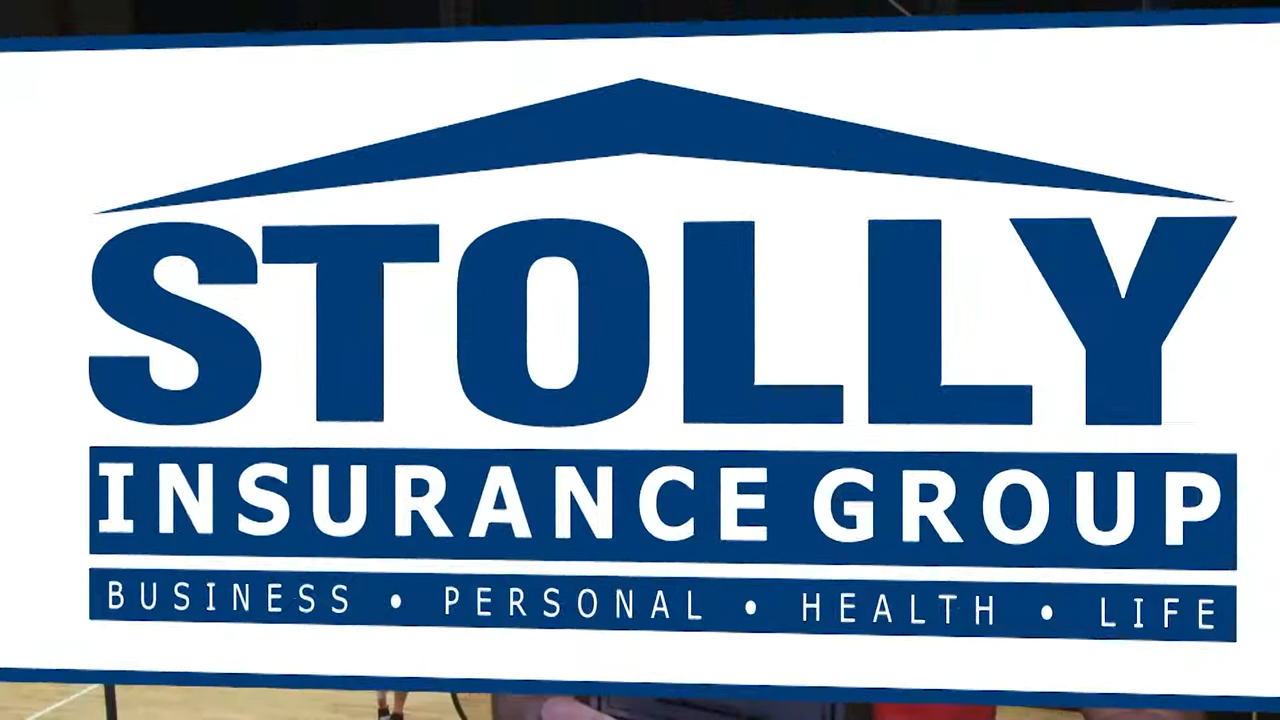 STOLLY
INSURANCE GROUP
BUSINESS • PERSONAL • HEALTH • LIFE